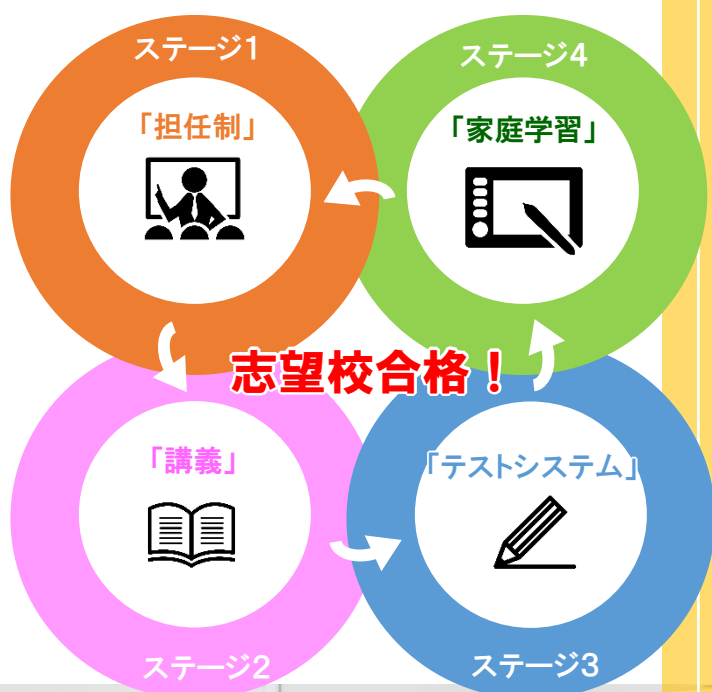 ステージ1
「担任制」
ステージ4
「家庭学習」
志望校合格！
「講義」
ステージ2
「テストシステム」
ステージ3